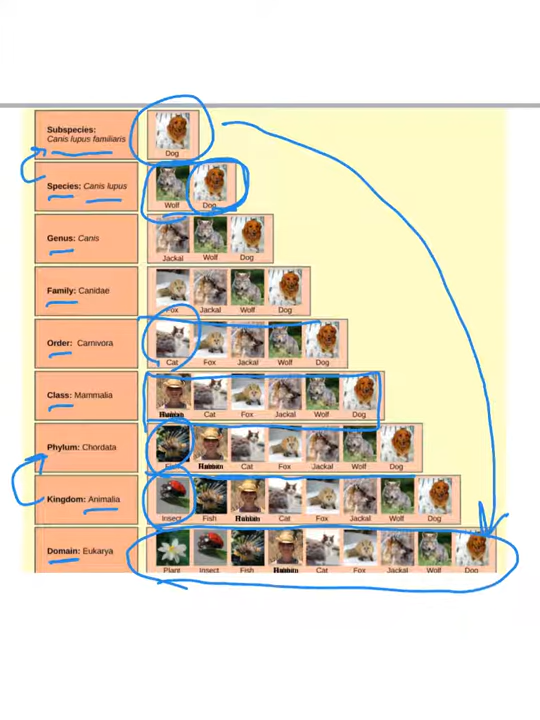 Subspecies:
Canis lupus familiaris
Dog
Species: Canis lupus
Wolf Dog
Genus: Canis
Jackal Wolf Dog
Family: Canidae
Fox Jackal Wolf Dog
Order: Carnivora
Cat Fox Jackal Wolf Dog
Class: Mammalia
Cat Fox Jackal Wolf Dog
Phylum: Chordata
Fish Cat Fox Jackal Wolf Dog
Kingdom: Animalia
Insect Fish Cat Fox Jackal Wolf Dog
Domain: Eukarya
Plant Insect Fish Cat Fox Jackal Wolf Dog